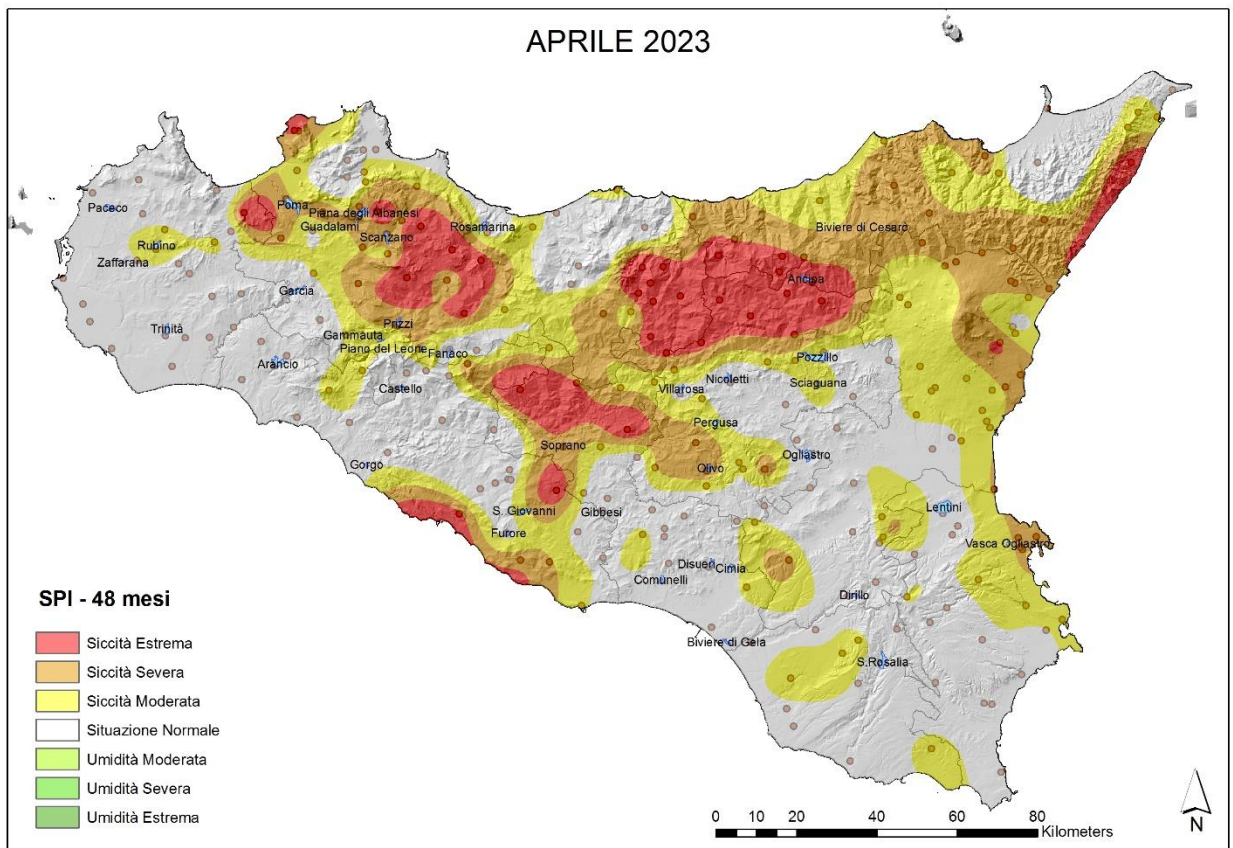 APRILE 2023
Paceco
Poma
Piana degli Albanesi
Guadalami
Scanzano
Rosamarina
Biviere di Cesarò
Rubino
Zaffarana
Ancipa
Garcia
Trinità
Prizzi
Gammauta
Piano del Leone
Fanaco
Arancio
Castello
Pozzillo
Nicoletti
Sciaguana
Villarosa
Pergusa
Soprano
Ogliastro
Gorgo
Olivo
S. Giovanni
Gibbesi
Lentini
Furore
Vasca Ogliastro
Disueri
Cimia
Comunelli
Dirillo
Biviere di Gela
S.Rosalia
SPI - 48 mesi
Siccità Estrema
Siccità Severa
Siccità Moderata
Situazione Normale
Umidità Moderata
Umidità Severa
Umidità Estrema
0 10 20 40 60 80
Kilometers
N